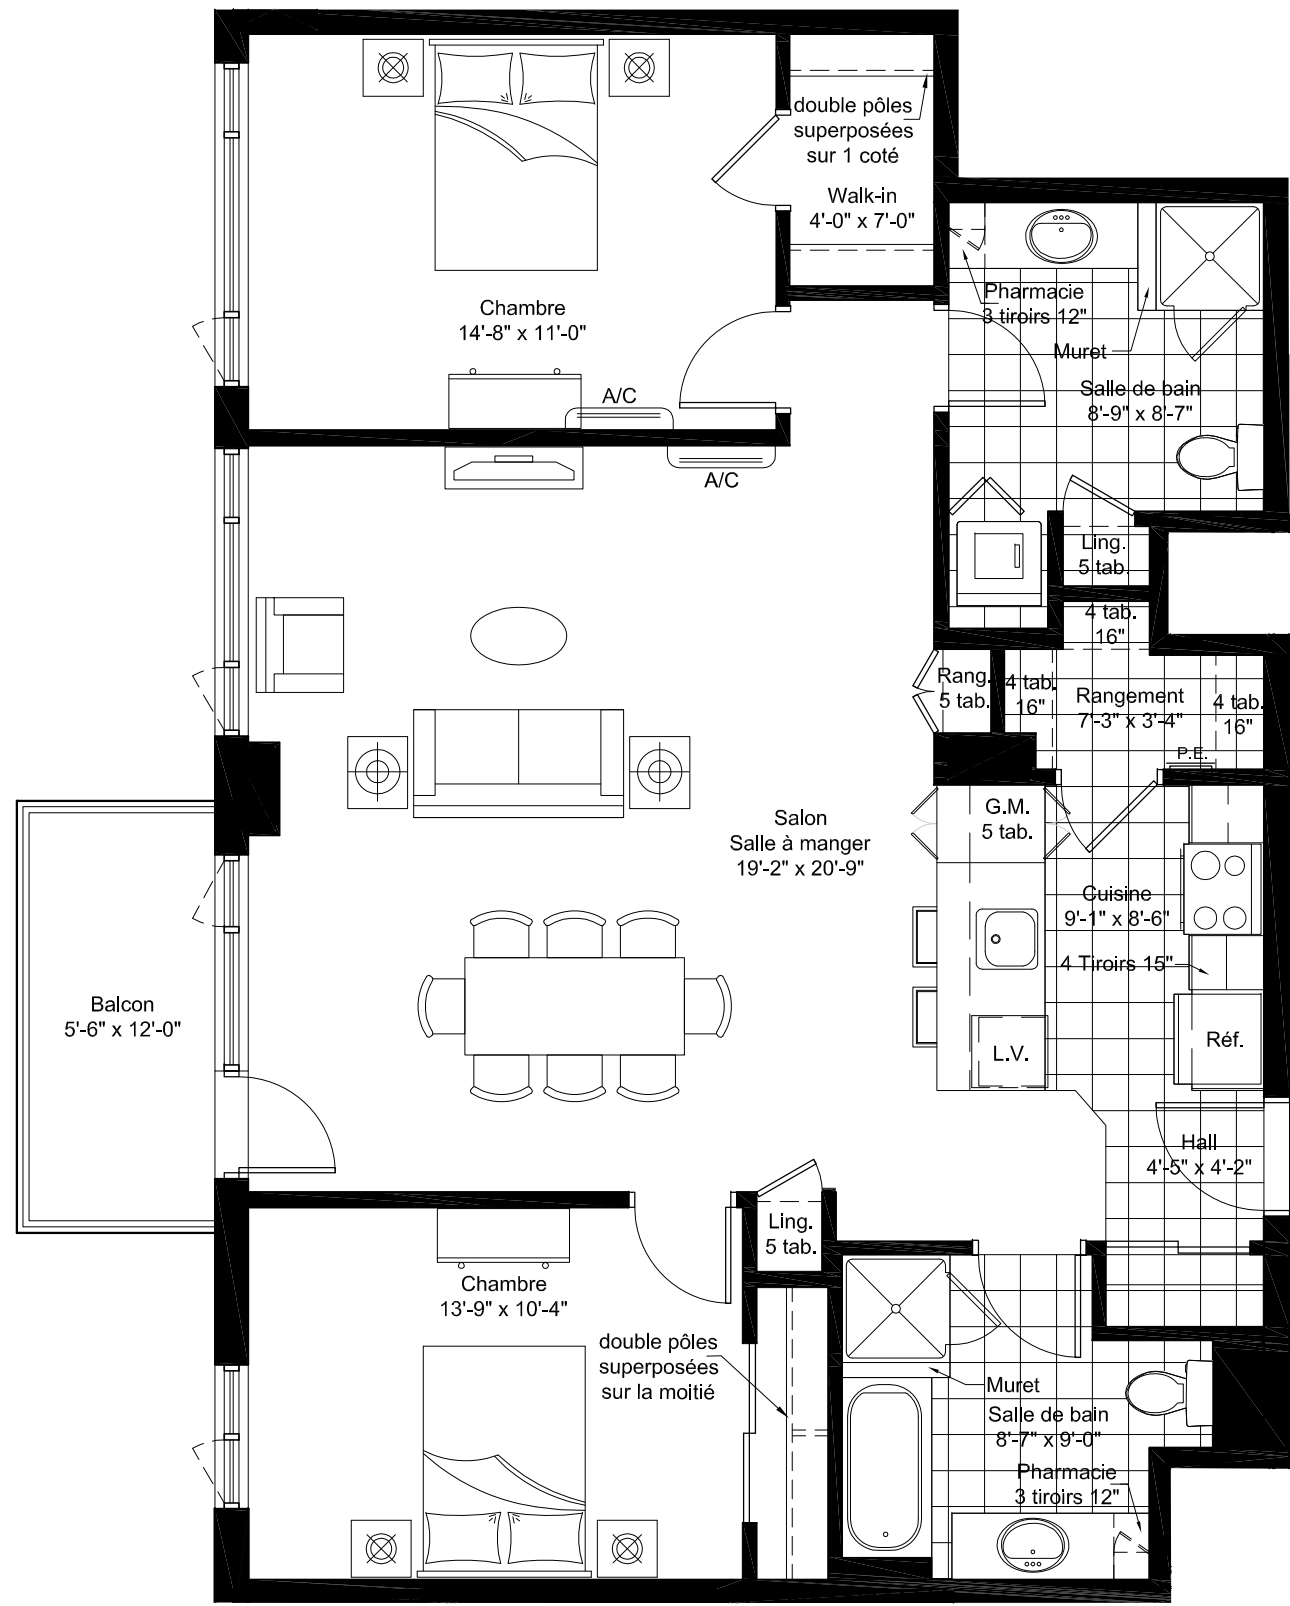 double pôles
superposées
sur 1 coté
Walk-in
4'-0" x 7'-0"
Chambre
14'-8" x 11'-0"
A/C
A/C
Pharmacie
3 tiroirs 12"
Muret
Salle de bain
8'-9" x 8'-7"
Ling.
5 tab.
4 tab.
16"
Rang.
5 tab.
4 tab.
16"
Rangement
7'-3" x 3'-4"
4 tab.
16"
P.E.
G.M.
5 tab.
Salon
Salle à manger
19'-2" x 20'-9"
Cuisine
9'-1" x 8'-6"
4 Tiroirs 15"
L.V.
Réf.
Balcon
5'-6" x 12'-0"
Hall
4'-5" x 4'-2"
Ling.
5 tab.
Chambre
13'-9" x 10'-4"
double pôles
superposées
sur la moitié
Muret
Salle de bain
8'-7" x 9'-0"
Pharmacie
3 tiroirs 12"